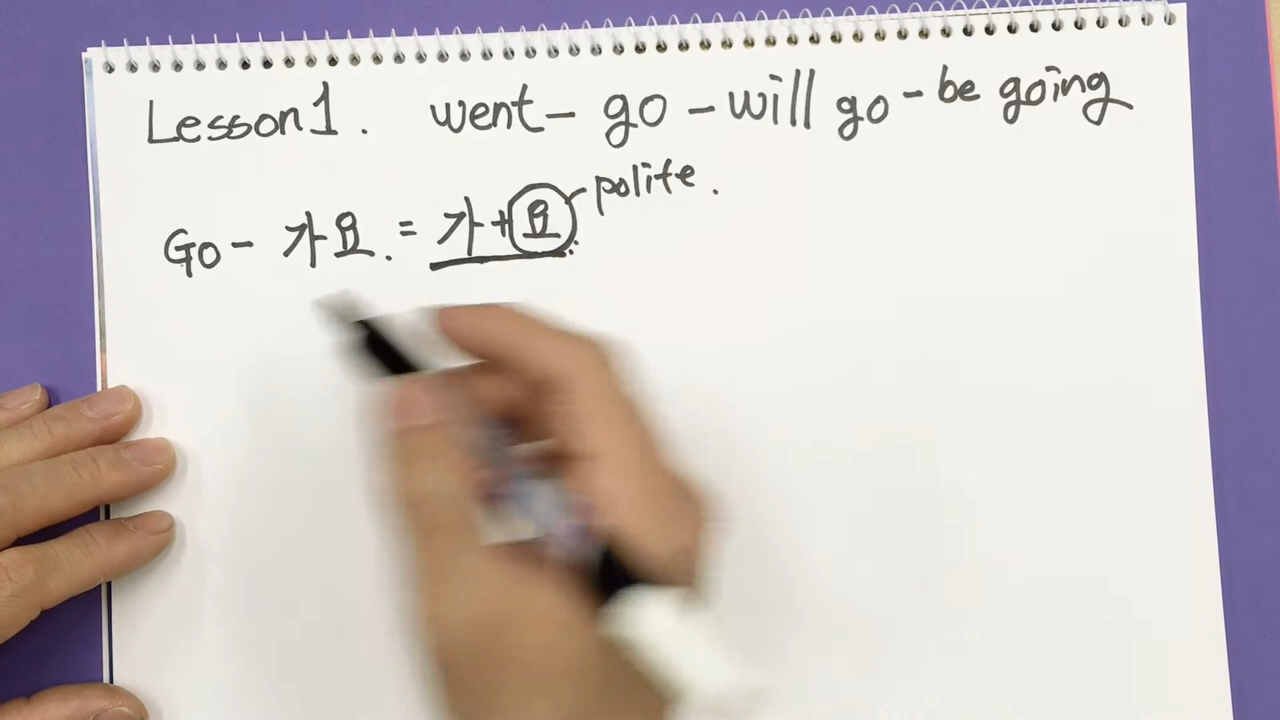 Lesson 1. went - go - will go - be going
Go - 가요. = 가+요 polite.